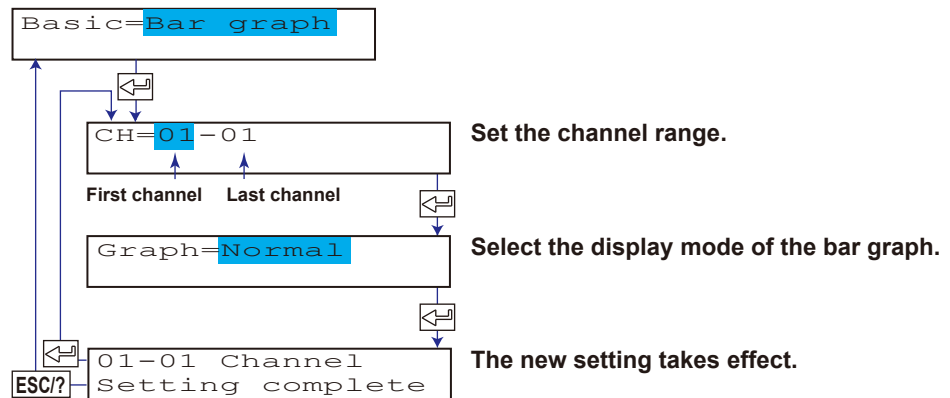 Basic=Bar graph
CH=01-01
Set the channel range.
First channel Last channel
Graph=Normal
Select the display mode of the bar graph.
01-01 Channel
Setting complete
The new setting takes effect.
ESC/?